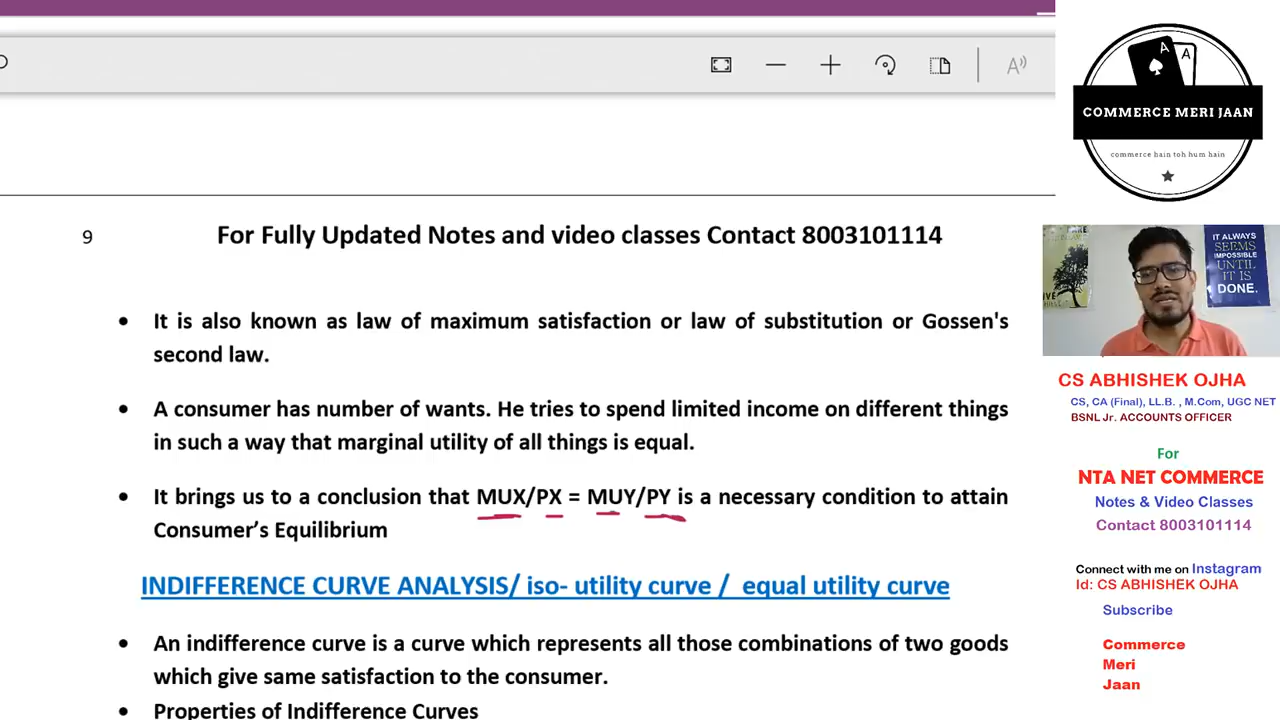 9
For Fully Updated Notes and video classes Contact 8003101114
• It is also known as law of maximum satisfaction or law of substitution or Gossen's
second law.
• A consumer has number of wants. He tries to spend limited income on different things
in such a way that marginal utility of all things is equal.
• It brings us to a conclusion that MUX/PX = MUY/PY is a necessary condition to attain
Consumer’s Equilibrium
INDIFFERENCE CURVE ANALYSIS/ iso- utility curve / equal utility curve
• An indifference curve is a curve which represents all those combinations of two goods
which give same satisfaction to the consumer.
• Properties of Indifference Curves
A
A
COMMERCE MERI JAAN
commerce hain toh hum hain
IT ALWAYS
SEEMS
IMPOSSIBLE
UNTIL
IT IS
DONE.
CS ABHISHEK OJHA
CS, CA (Final), LL.B. , M.Com, UGC NET
BSNL Jr. ACCOUNTS OFFICER
For
NTA NET COMMERCE
Notes & Video Classes
Contact 8003101114
Connect with me on Instagram
Id: CS ABHISHEK OJHA
Subscribe
Commerce
Meri
Jaan